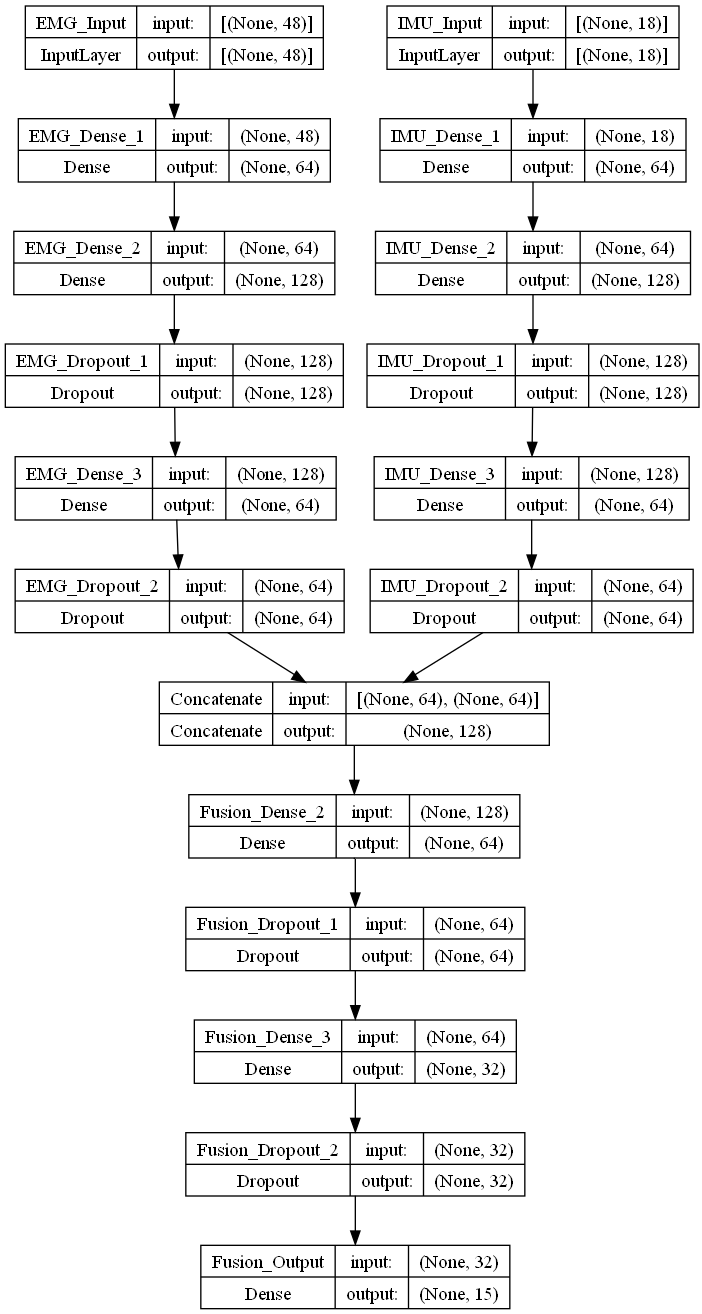 EMG_Input input: [(None, 48)]
InputLayer output: [(None, 48)]
IMU_Input input: [(None, 18)]
InputLayer output: [(None, 18)]
EMG_Dense_1 input: (None, 48)
Dense output: (None, 64)
IMU_Dense_1 input: (None, 18)
Dense output: (None, 64)
EMG_Dense_2 input: (None, 64)
Dense output: (None, 128)
IMU_Dense_2 input: (None, 64)
Dense output: (None, 128)
EMG_Dropout_1 input: (None, 128)
Dropout output: (None, 128)
IMU_Dropout_1 input: (None, 128)
Dropout output: (None, 128)
EMG_Dense_3 input: (None, 128)
Dense output: (None, 64)
IMU_Dense_3 input: (None, 128)
Dense output: (None, 64)
EMG_Dropout_2 input: (None, 64)
Dropout output: (None, 64)
IMU_Dropout_2 input: (None, 64)
Dropout output: (None, 64)
Concatenate input: [(None, 64), (None, 64)]
Concatenate output: (None, 128)
Fusion_Dense_2 input: (None, 128)
Dense output: (None, 64)
Fusion_Dropout_1 input: (None, 64)
Dropout output: (None, 64)
Fusion_Dense_3 input: (None, 64)
Dense output: (None, 32)
Fusion_Dropout_2 input: (None, 32)
Dropout output: (None, 32)
Fusion_Output input: (None, 32)
Dense output: (None, 15)